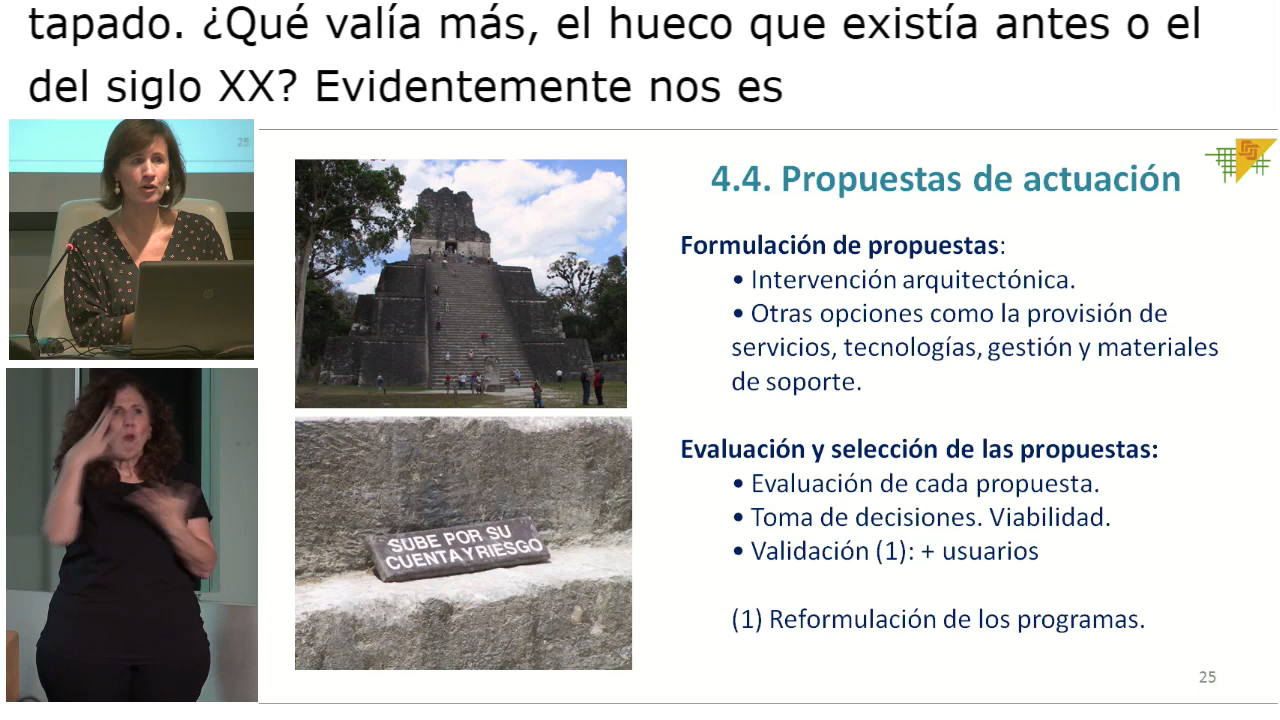 tapado. ¿Qué valía más, el hueco que existía antes o el
del siglo XX? Evidentemente nos es
25
4.4. Propuestas de actuación
Formulación de propuestas:
• Intervención arquitectónica.
• Otras opciones como la provisión de
servicios, tecnologías, gestión y materiales
de soporte.
SUBE POR SU
CUENTA Y RIESGO
Evaluación y selección de las propuestas:
• Evaluación de cada propuesta.
• Toma de decisiones. Viabilidad.
• Validación (1): + usuarios
(1) Reformulación de los programas.
25